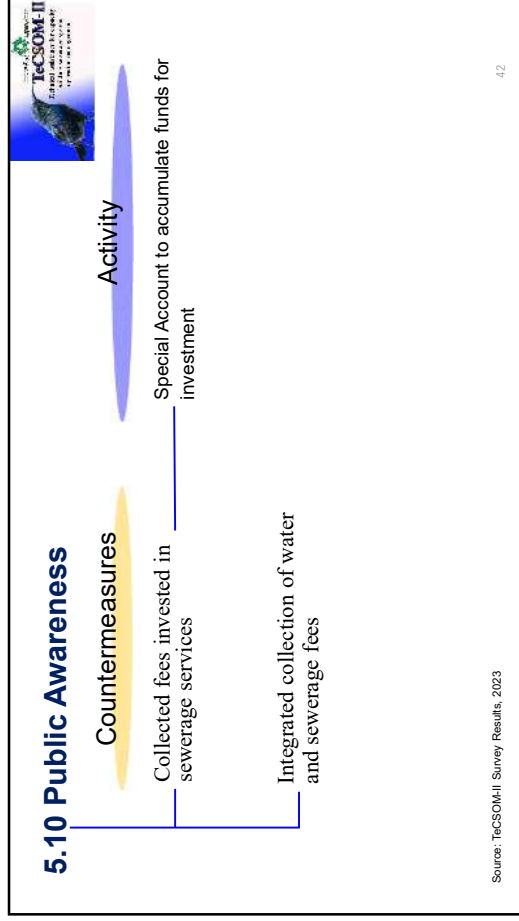 TeCSOM-II
5.10 Public Awareness
Countermeasures
Activity
Collected fees invested in
sewerage services
Special Account to accumulate funds for
investment
Integrated collection of water
and sewerage fees
Source: TeCSOM-II Survey Results, 2023
42